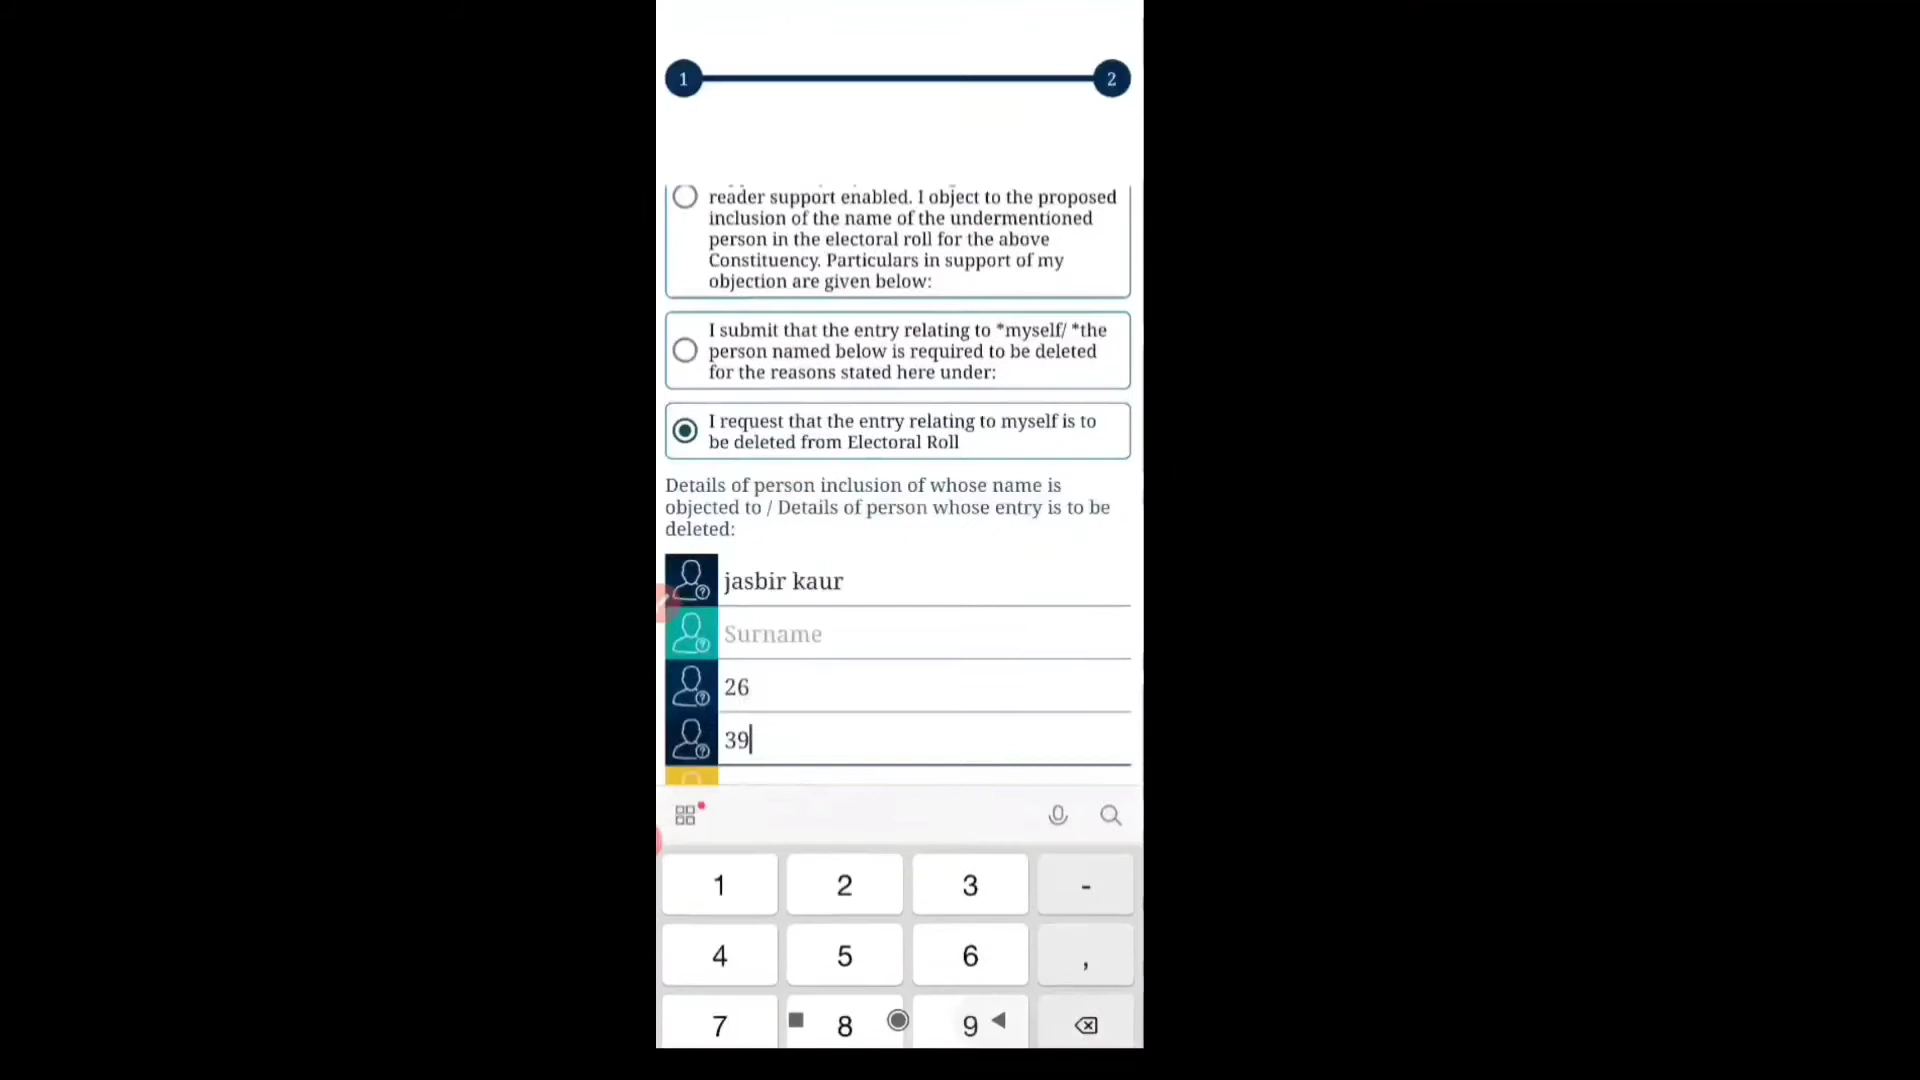 1
2
reader support enabled. I object to the proposed
inclusion of the name of the undermentioned
person in the electoral roll for the above
Constituency. Particulars in support of my
objection are given below:
I submit that the entry relating to *myself/ *the
person named below is required to be deleted
for the reasons stated here under:
I request that the entry relating to myself is to
be deleted from Electoral Roll
Details of person inclusion of whose name is
objected to / Details of person whose entry is to be
deleted:
jasbir kaur
Surname
26
39
1 2 3 -
4 5 6 ,
7 8 9